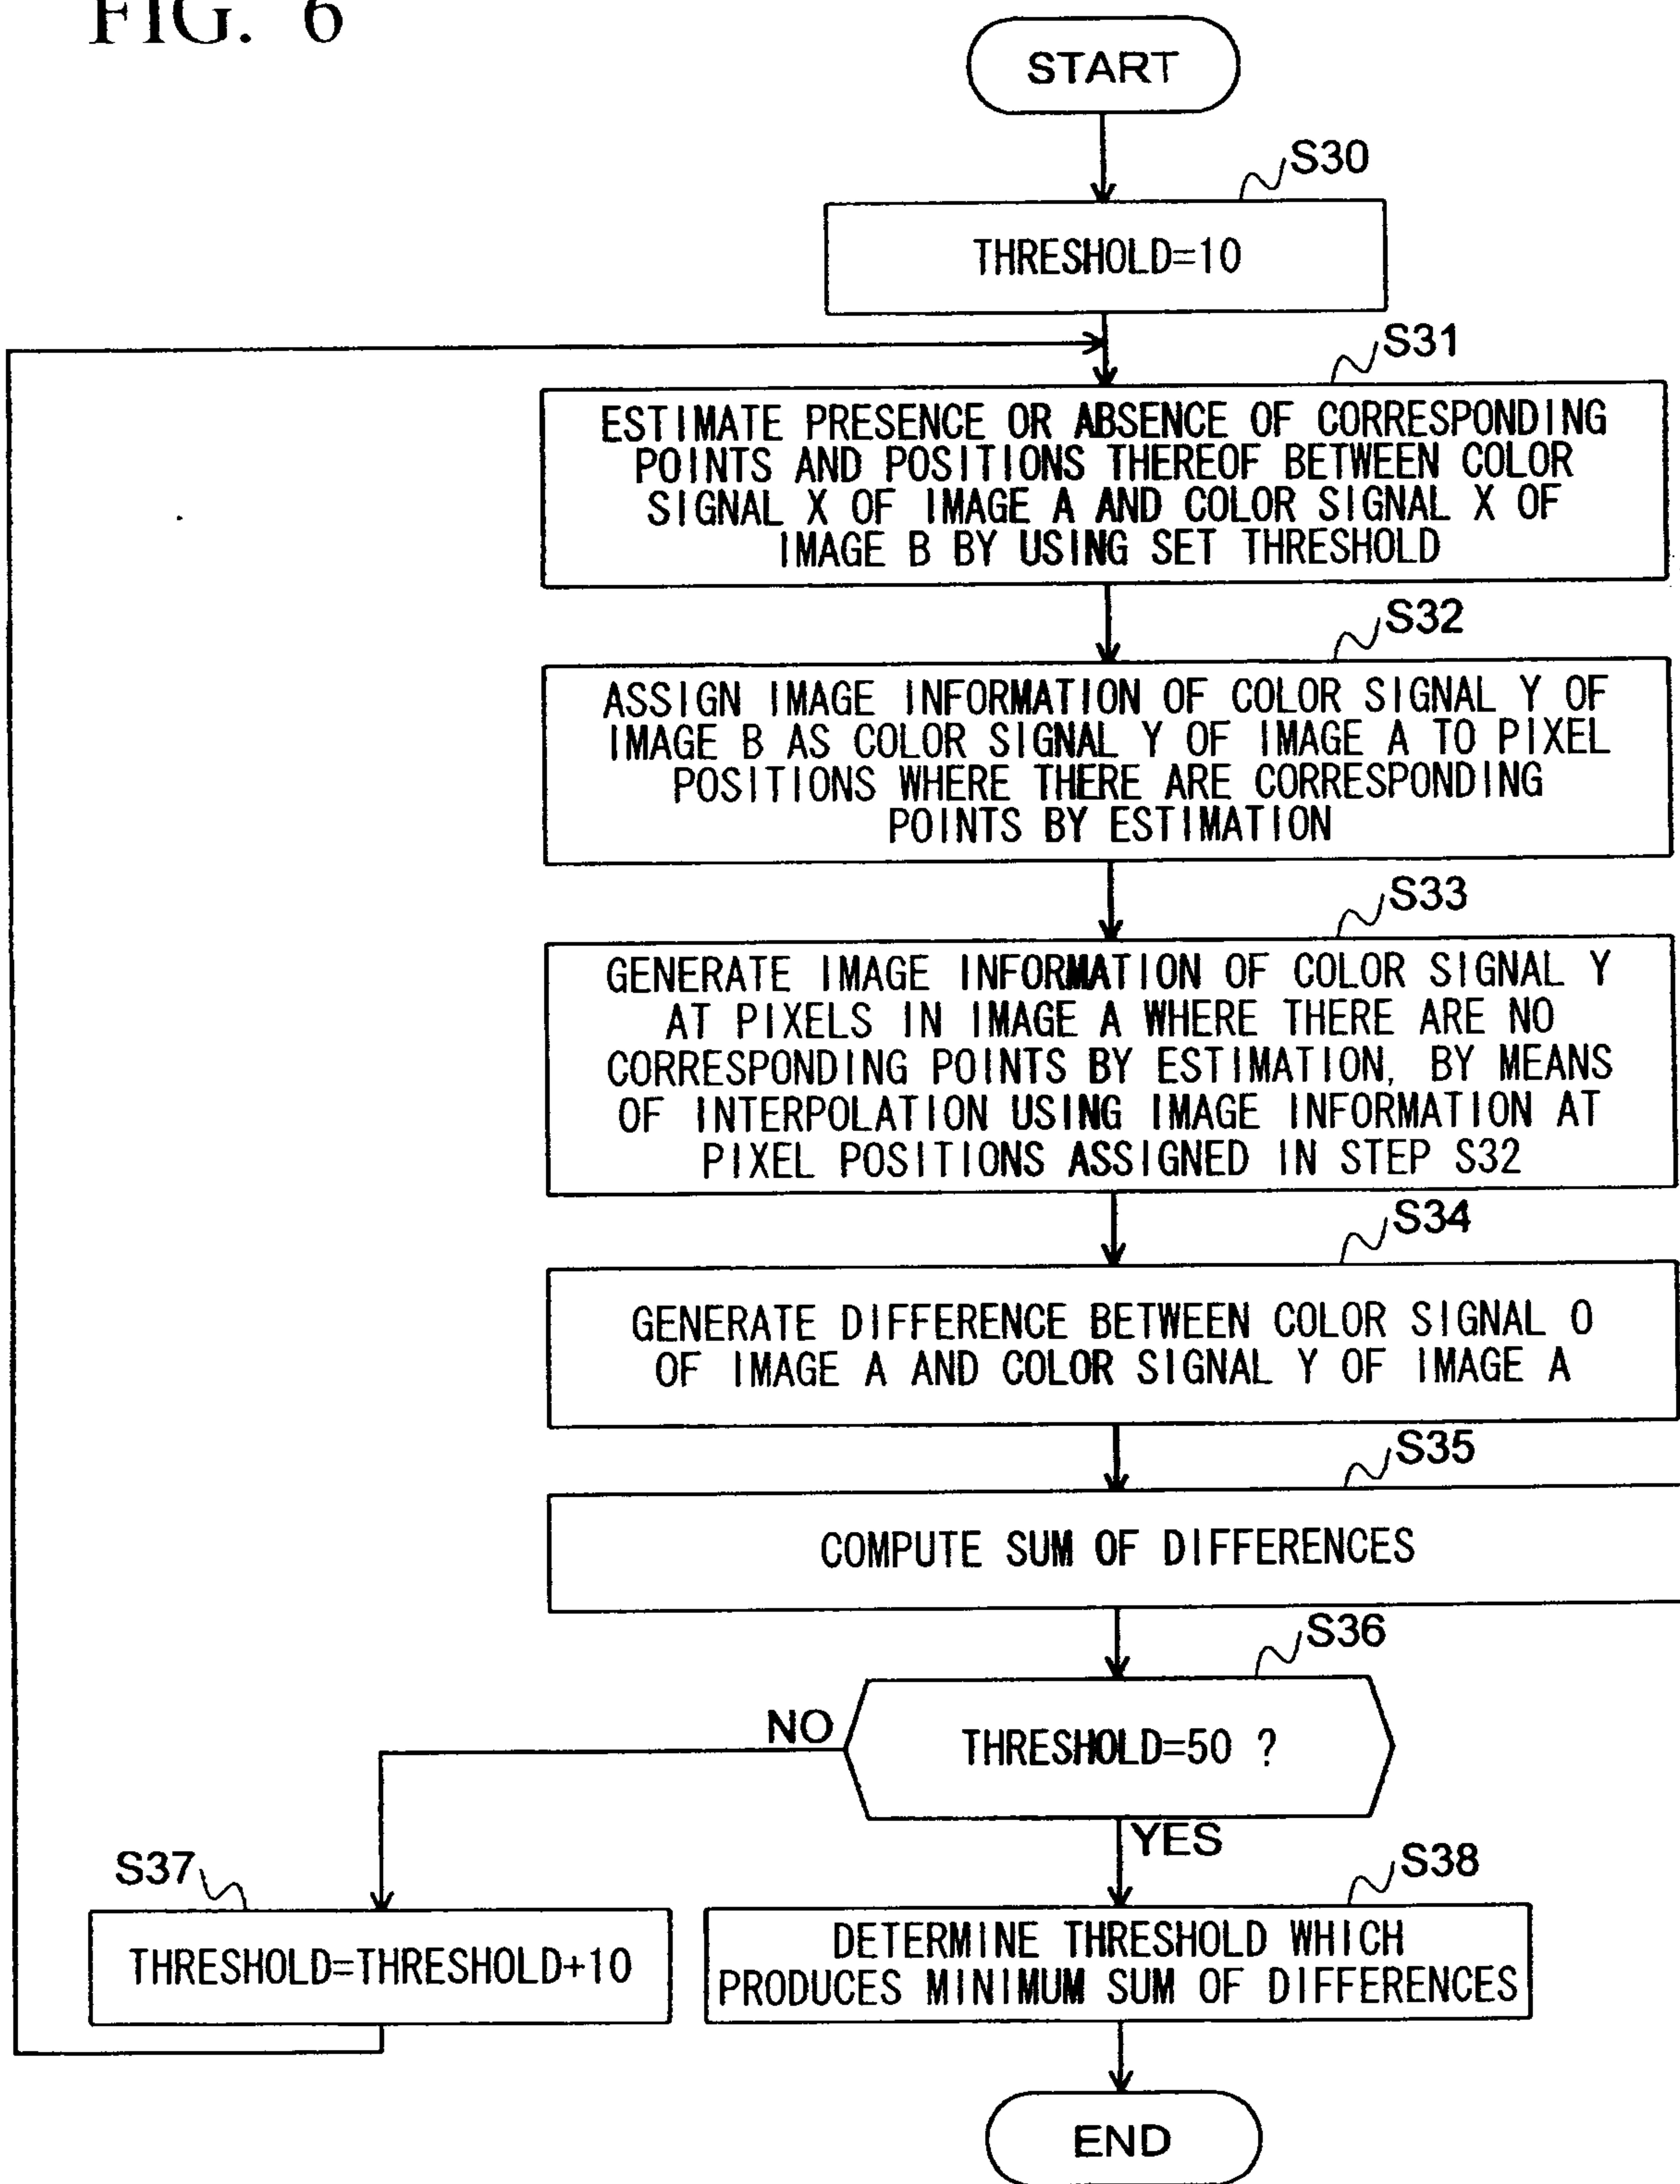 FIG. 6
START
S30
THRESHOLD=10
S31
ESTIMATE PRESENCE OR ABSENCE OF CORRESPONDING
POINTS AND POSITIONS THEREOF BETWEEN COLOR
SIGNAL X OF IMAGE A AND COLOR SIGNAL X OF
IMAGE B BY USING SET THRESHOLD
S32
ASSIGN IMAGE INFORMATION OF COLOR SIGNAL Y OF
IMAGE B AS COLOR SIGNAL Y OF IMAGE A TO PIXEL
POSITIONS WHERE THERE ARE CORRESPONDING
POINTS BY ESTIMATION
S33
GENERATE IMAGE INFORMATION OF COLOR SIGNAL Y
AT PIXELS IN IMAGE A WHERE THERE ARE NO
CORRESPONDING POINTS BY ESTIMATION, BY MEANS
OF INTERPOLATION USING IMAGE INFORMATION AT
PIXEL POSITIONS ASSIGNED IN STEP S32
S34
GENERATE DIFFERENCE BETWEEN COLOR SIGNAL O
OF IMAGE A AND COLOR SIGNAL Y OF IMAGE A
S35
COMPUTE SUM OF DIFFERENCES
S36
NO
THRESHOLD=50 ?
YES
S37
THRESHOLD=THRESHOLD+10
S38
DETERMINE THRESHOLD WHICH
PRODUCES MINIMUM SUM OF DIFFERENCES
END